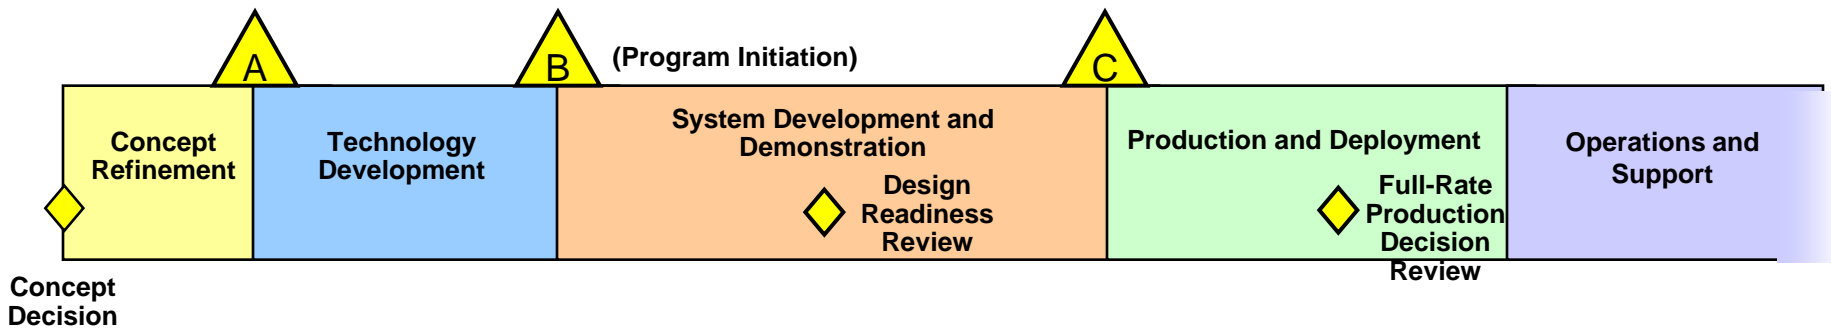 A
B
(Program Initiation)
C
Concept
Refinement
Technology
Development
System Development and
Demonstration
Design
Readiness
Review
Production and Deployment
Full-Rate
Production
Decision
Review
Operations and
Support
Concept
Decision